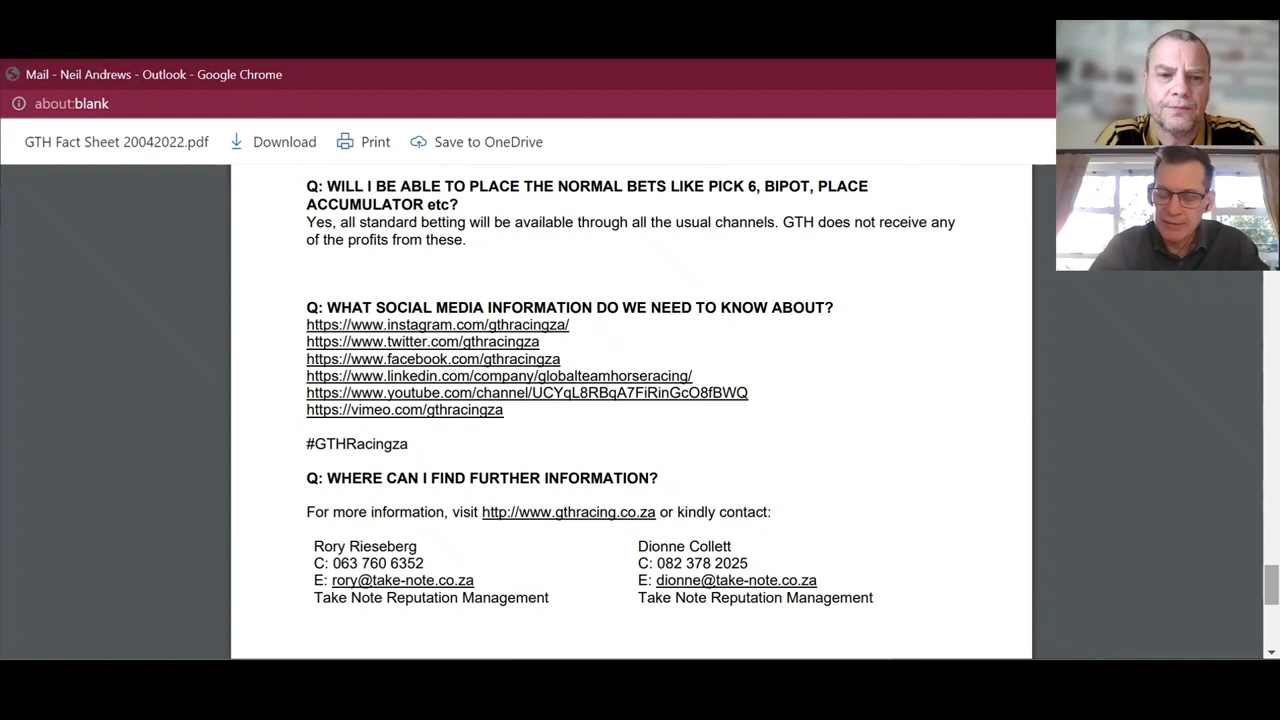 Mail - Neil Andrews - Outlook - Google Chrome
about:blank
GTH Fact Sheet 20042022.pdf Download Print Save to OneDrive
Q: WILL I BE ABLE TO PLACE THE NORMAL BETS LIKE PICK 6, BIPOT, PLACE
ACCUMULATOR etc?
Yes, all standard betting will be available through all the usual channels. GTH does not receive any
of the profits from these.
Q: WHAT SOCIAL MEDIA INFORMATION DO WE NEED TO KNOW ABOUT?
https://www.instagram.com/gthracingza/
https://www.twitter.com/gthracingza
https://www.facebook.com/gthracingza
https://www.linkedin.com/company/globalteamhorseracing/
https://www.youtube.com/channel/UCYqL8RBqA7FiRinGcO8fBWQ
https://vimeo.com/gthracingza
#GTHRacingza
Q: WHERE CAN I FIND FURTHER INFORMATION?
For more information, visit http://www.gthracing.co.za or kindly contact:
Rory Rieseberg
C: 063 760 6352
E: rory@take-note.co.za
Take Note Reputation Management
Dionne Collett
C: 082 378 2025
E: dionne@take-note.co.za
Take Note Reputation Management